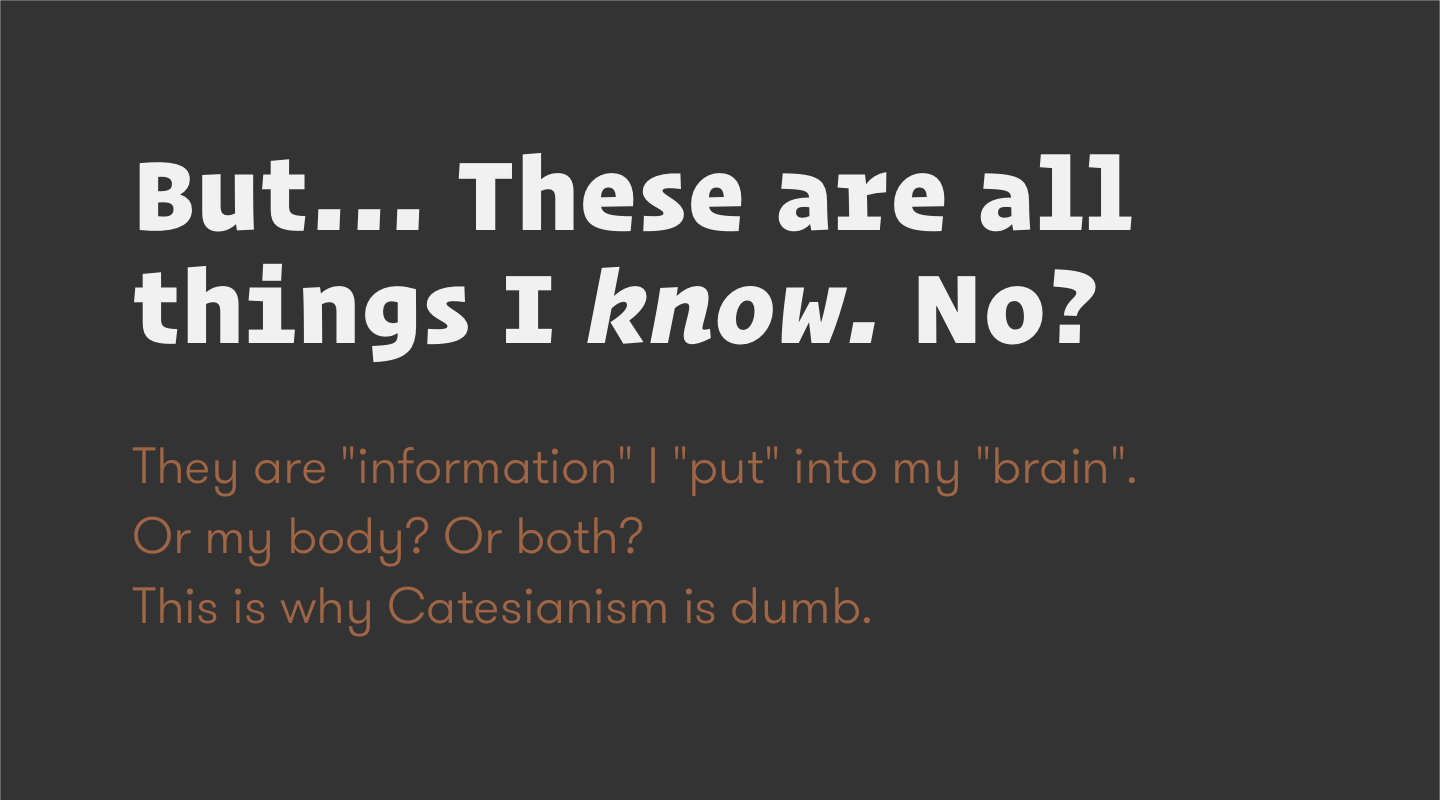 But... These are all
things I know. No?
They are "information" I "put" into my "brain".
Or my body? Or both?
This is why Catesianism is dumb.